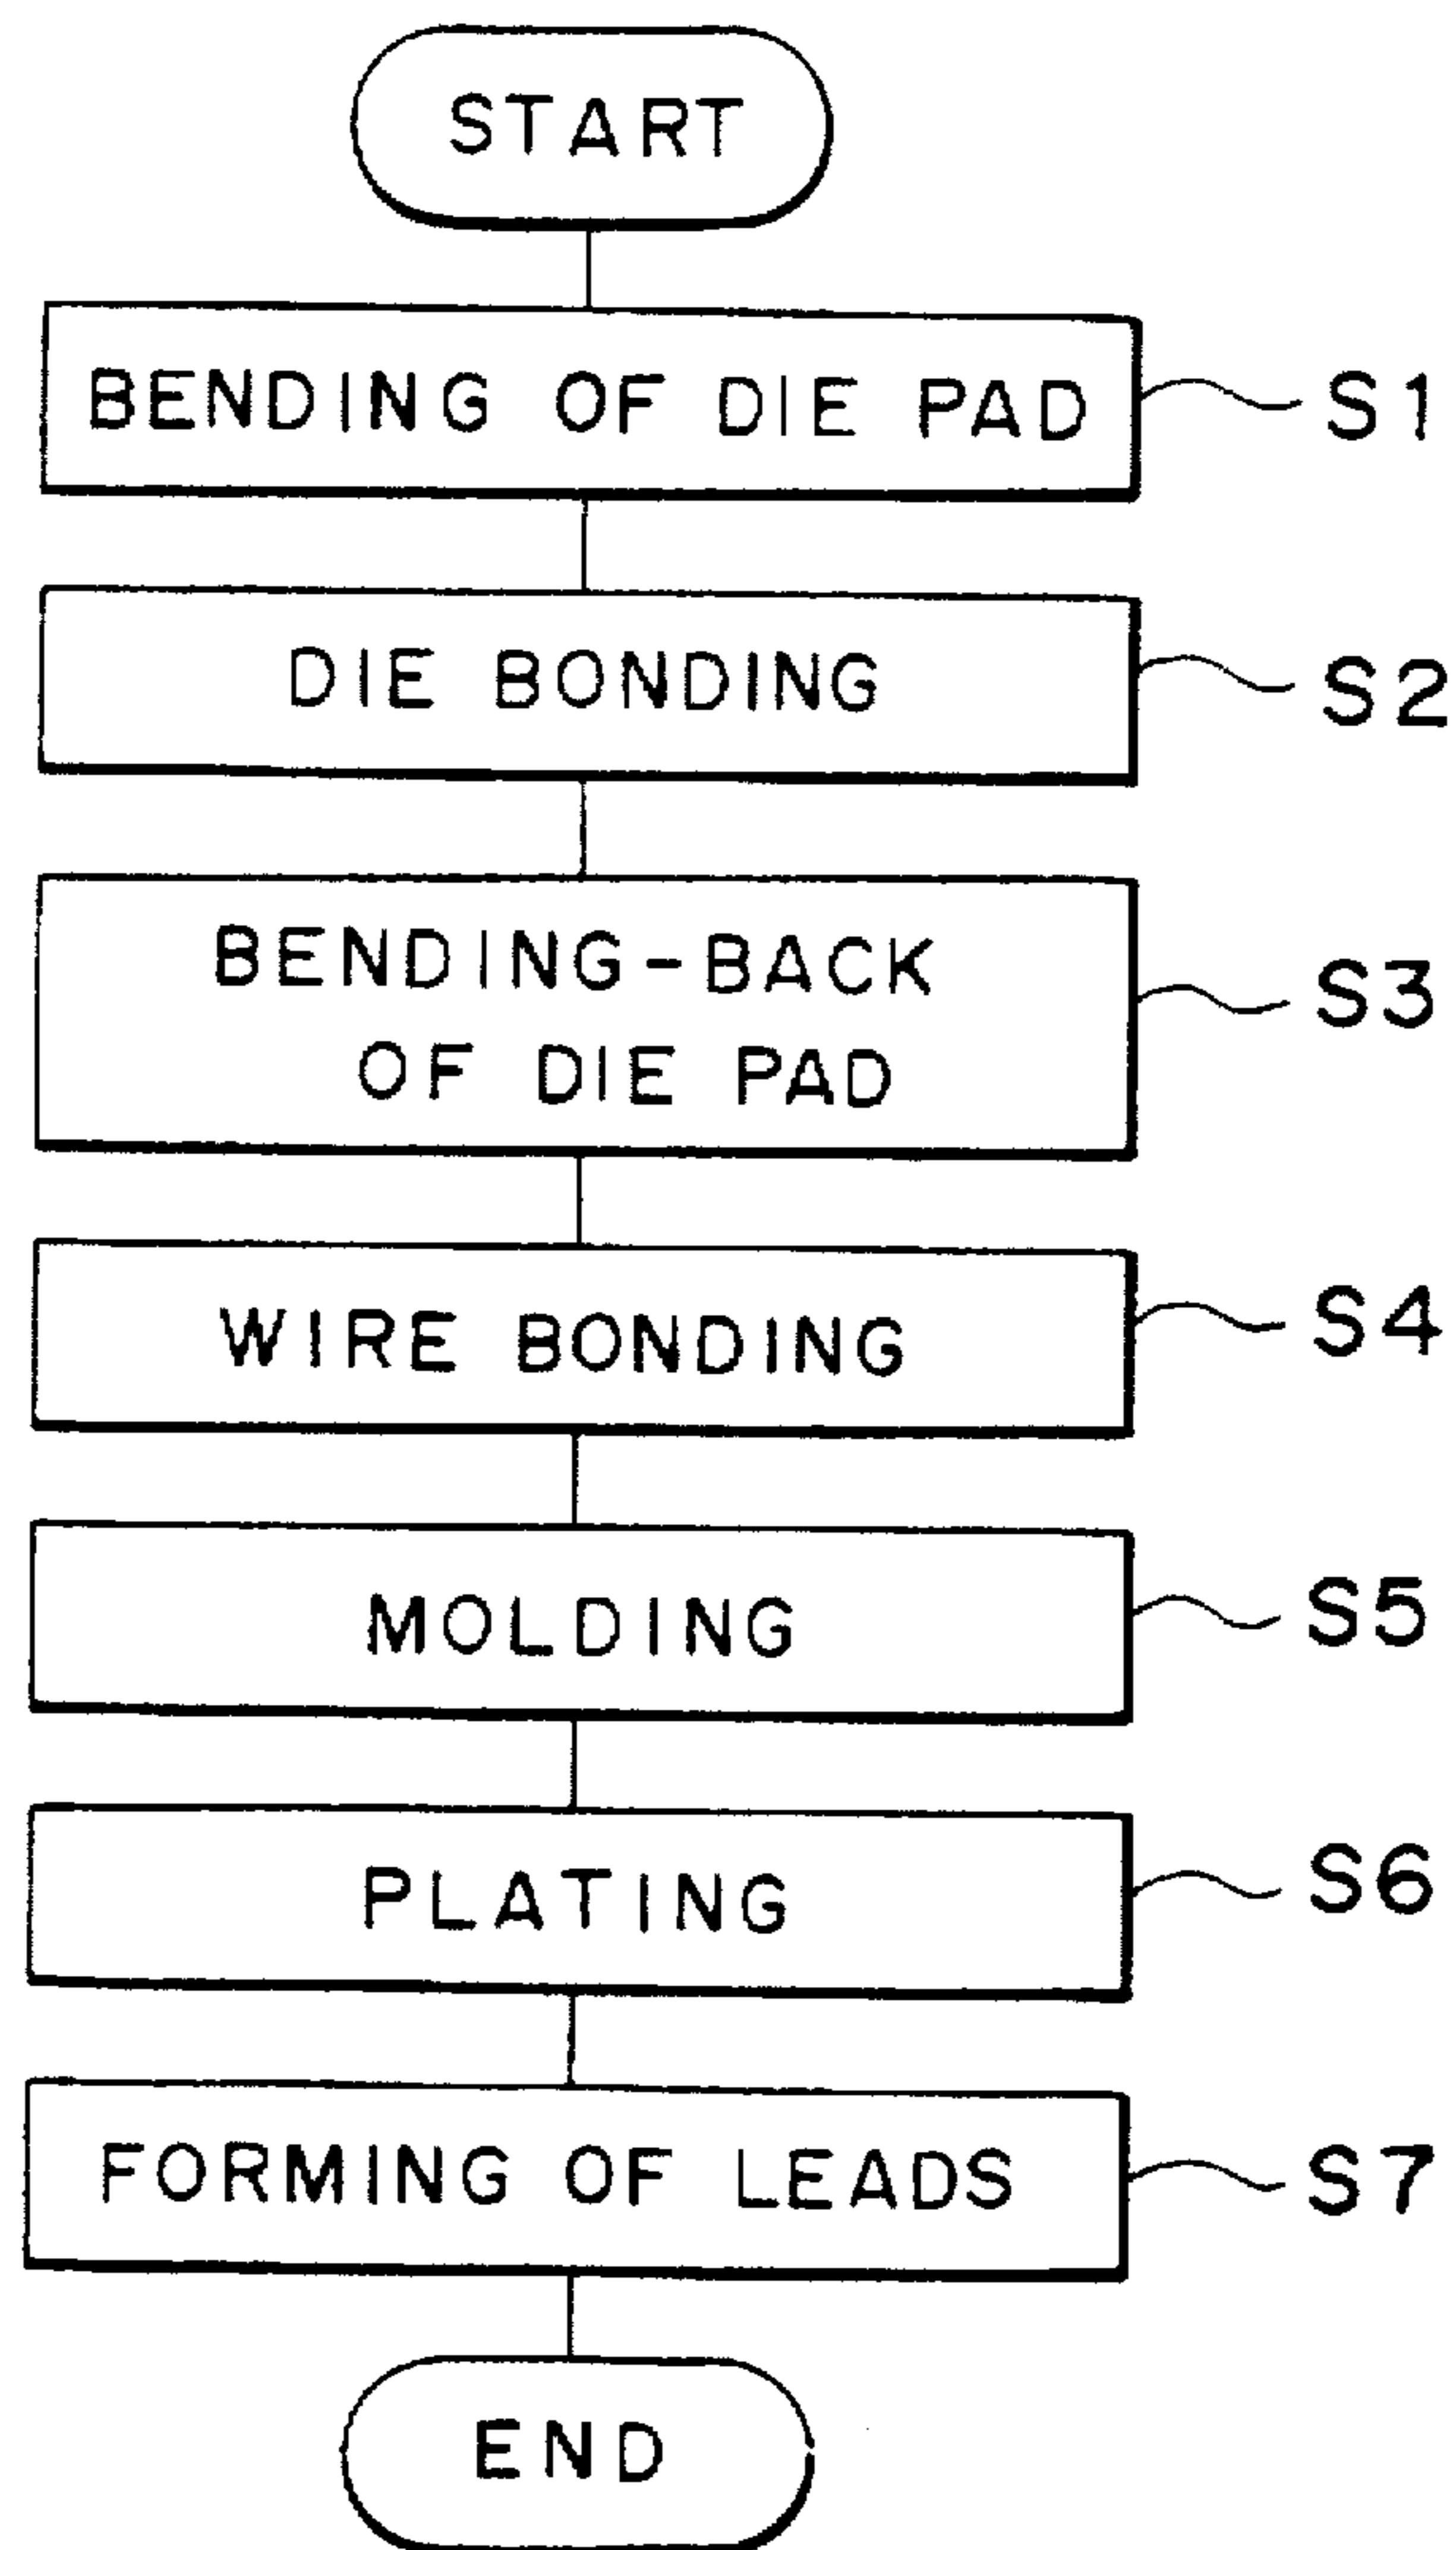 START
BENDING OF DIE PAD
S1
DIE BONDING
S2
BENDING-BACK
OF DIE PAD
S3
WIRE BONDING
S4
MOLDING
S5
PLATING
S6
FORMING OF LEADS
S7
END